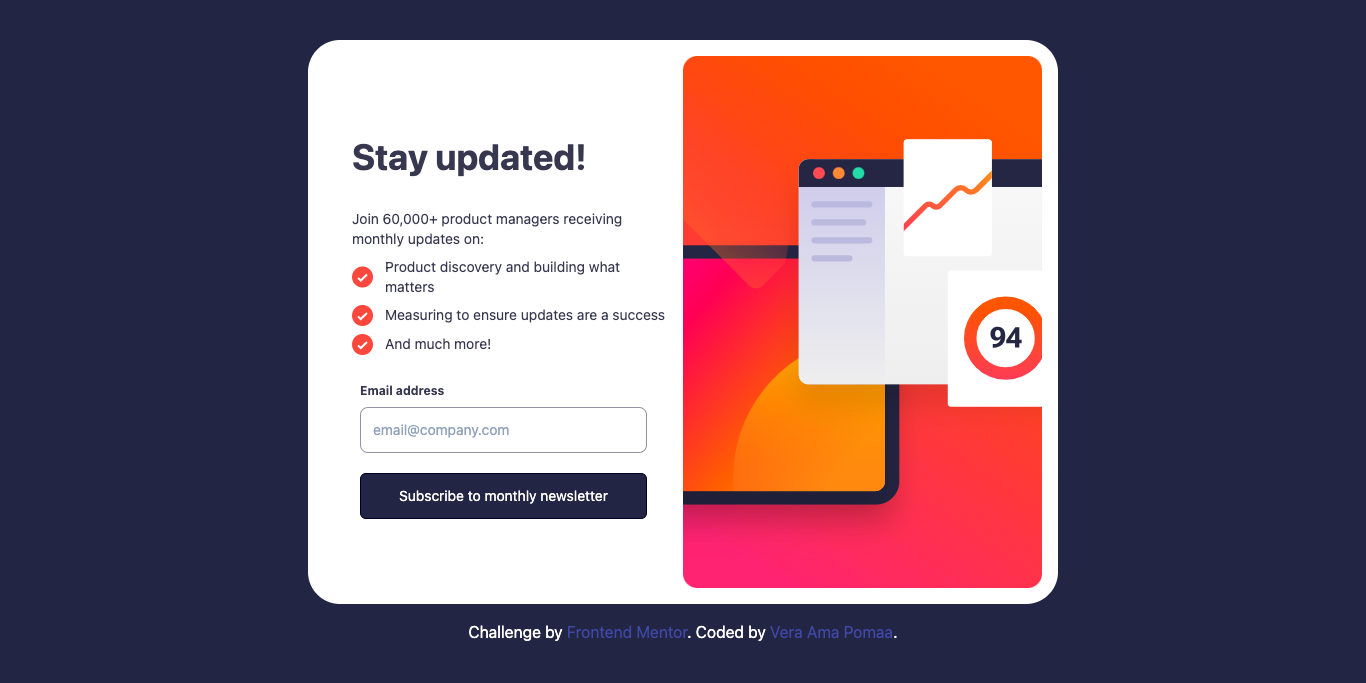 Stay updated!
Join 60,000+ product managers receiving
monthly updates on:
Product discovery and building what
matters
Measuring to ensure updates are a success
And much more!
Email address
email@company.com
Subscribe to monthly newsletter
94
Challenge by Frontend Mentor. Coded by Vera Ama Pomaa.